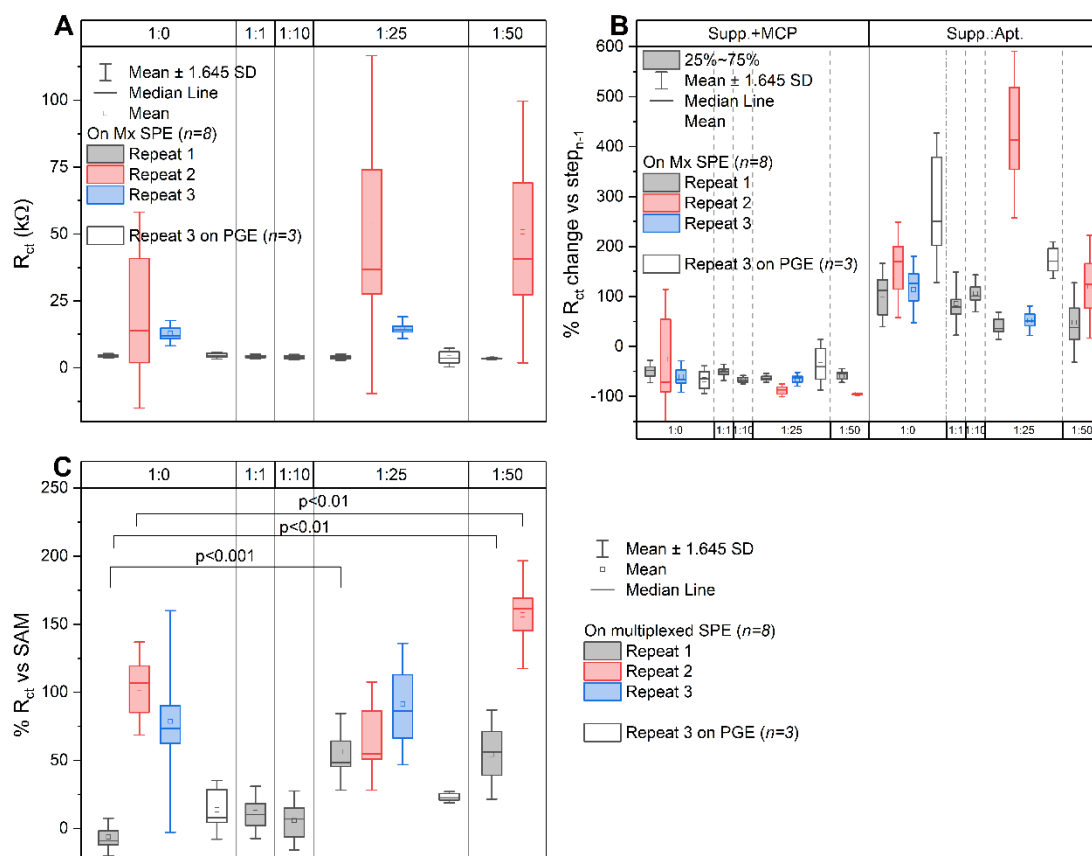 A
1:0 1:1 1:10 1:25 1:50
Mean ± 1.645 SD
Median Line
Mean
On Mx SPE (n=8)
Repeat 1
Repeat 2
Repeat 3
Repeat 3 on PGE (n=3)
100
75
50
25
0
Rct (kΩ)
B
Supp.+MCP Supp.:Apt.
25%~75%
Mean ± 1.645 SD
Median Line
Mean
On Mx SPE (n=8)
Repeat 1
Repeat 2
Repeat 3
Repeat 3 on PGE (n=3)
600
500
400
300
200
100
0
-100
% Rct change vs stepn-1
1:0 1:1 1:10 1:25 1:50 1:0 1:1 1:10 1:25 1:50
C
1:0 1:1 1:10 1:25 1:50
p<0.01
p<0.01
p<0.001
250
200
150
100
50
0
% Rct vs SAM
Mean ± 1.645 SD
Mean
Median Line
On multiplexed SPE (n=8)
Repeat 1
Repeat 2
Repeat 3
Repeat 3 on PGE (n=3)